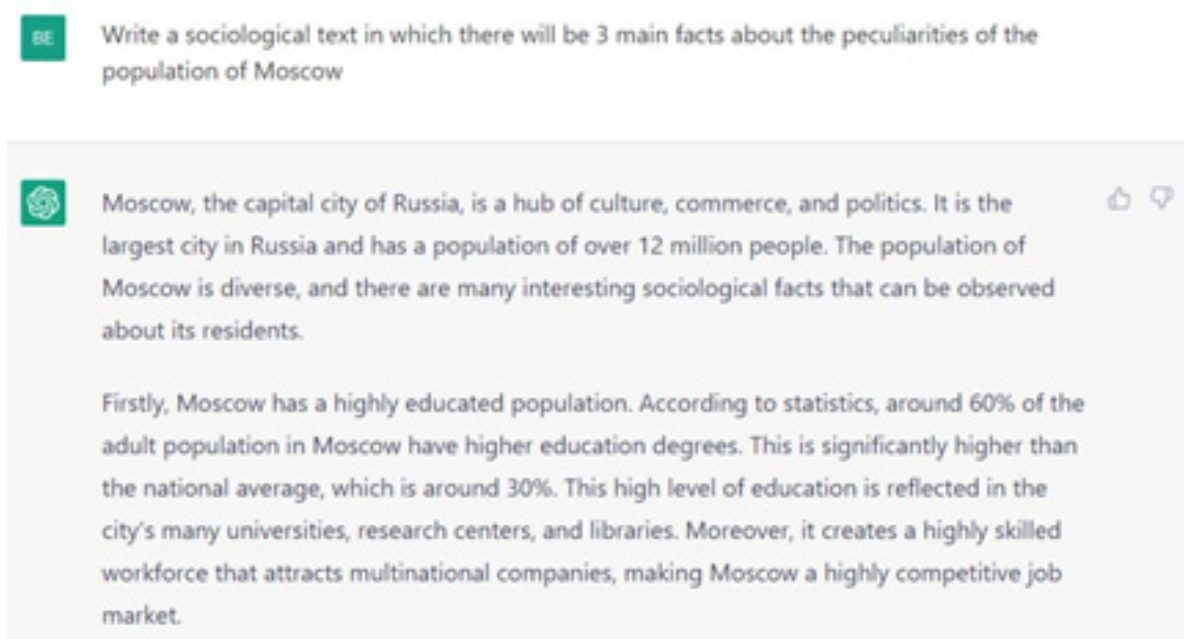 BE
Write a sociological text in which there will be 3 main facts about the peculiarities of the
population of Moscow
Moscow, the capital city of Russia, is a hub of culture, commerce, and politics. It is the
largest city in Russia and has a population of over 12 million people. The population of
Moscow is diverse, and there are many interesting sociological facts that can be observed
about its residents.
Firstly, Moscow has a highly educated population. According to statistics, around 60% of the
adult population in Moscow have higher education degrees. This is significantly higher than
the national average, which is around 30%. This high level of education is reflected in the
city's many universities, research centers, and libraries. Moreover, it creates a highly skilled
workforce that attracts multinational companies, making Moscow a highly competitive job
market.